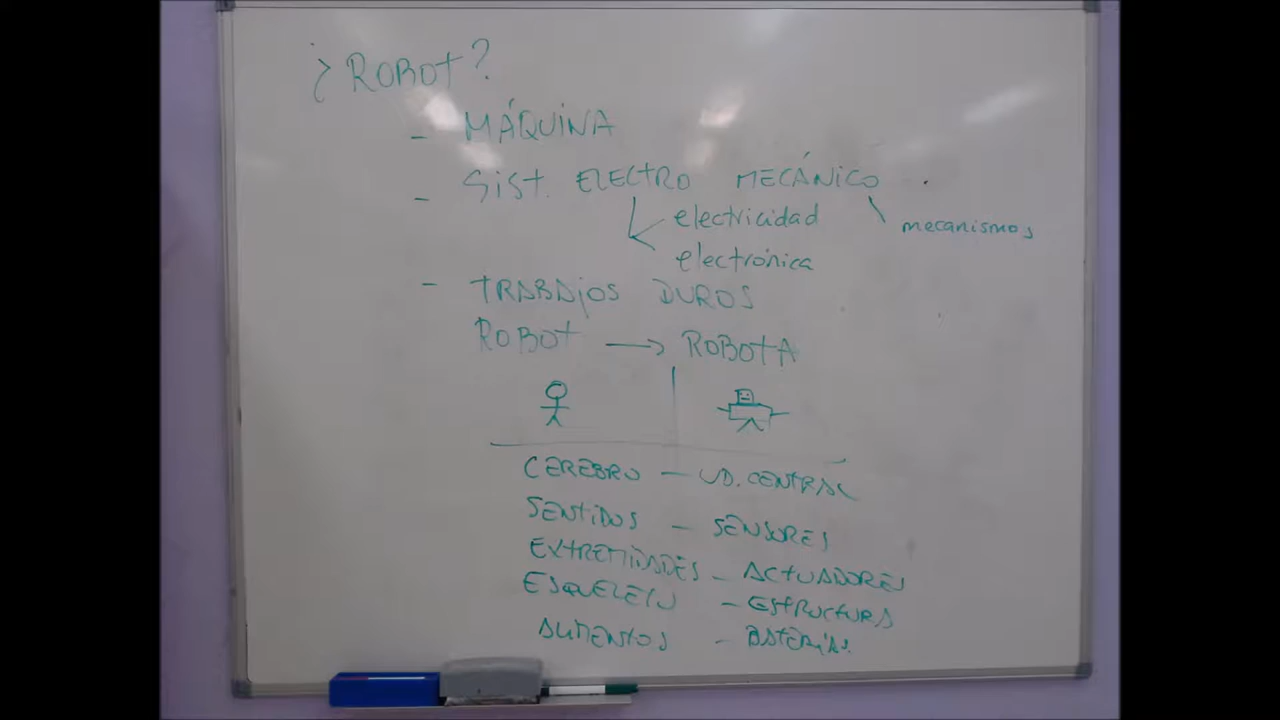 ¿ROBOT?
- MÁQUINA
- SIST. ELECTRO MECÁNICO
electricidad
mecanismos
electrónica
- TRABAJOS DUROS
ROBOT → ROBOTA
CEREBRO - UD. CENTRAL
SENTIDOS - SENSORES
EXTREMIDADES - ACTUADORES
ESQUELETO - ESTRUCTURA
ALIMENTOS - BATERÍAS